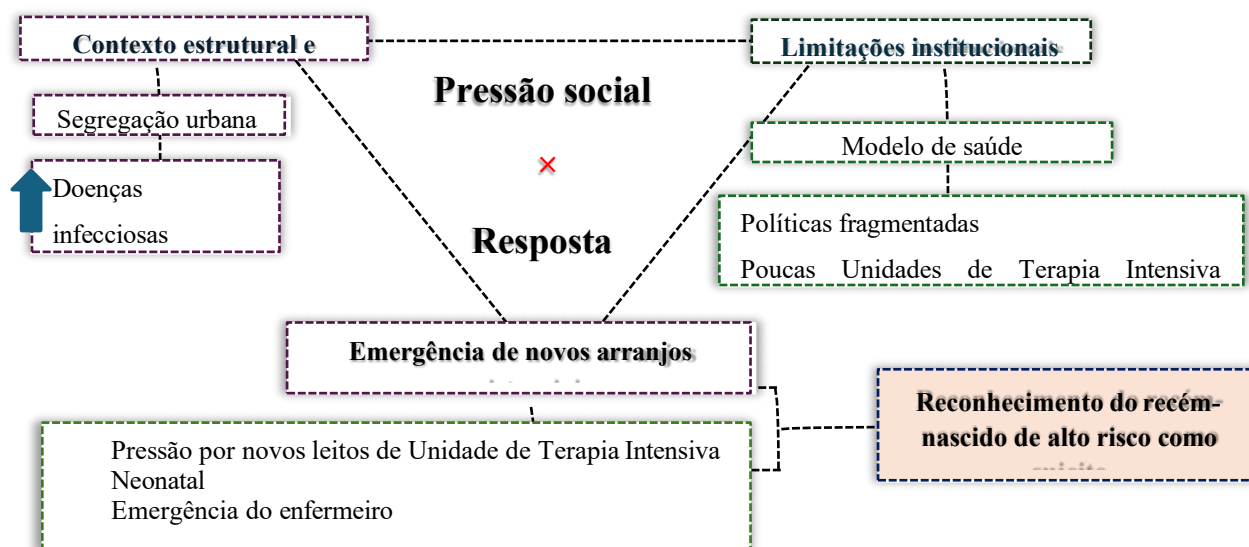 Contexto estrutural e
Limitações institucionais
Pressão social
×
Resposta
Segregação urbana
Doenças
infecciosas
Modelo de saúde
Políticas fragmentadas
Poucas Unidades de Terapia Intensiva
Emergência de novos arranjos
Pressão por novos leitos de Unidade de Terapia Intensiva
Neonatal
Emergência do enfermeiro
Reconhecimento do recém-
nascido de alto risco como